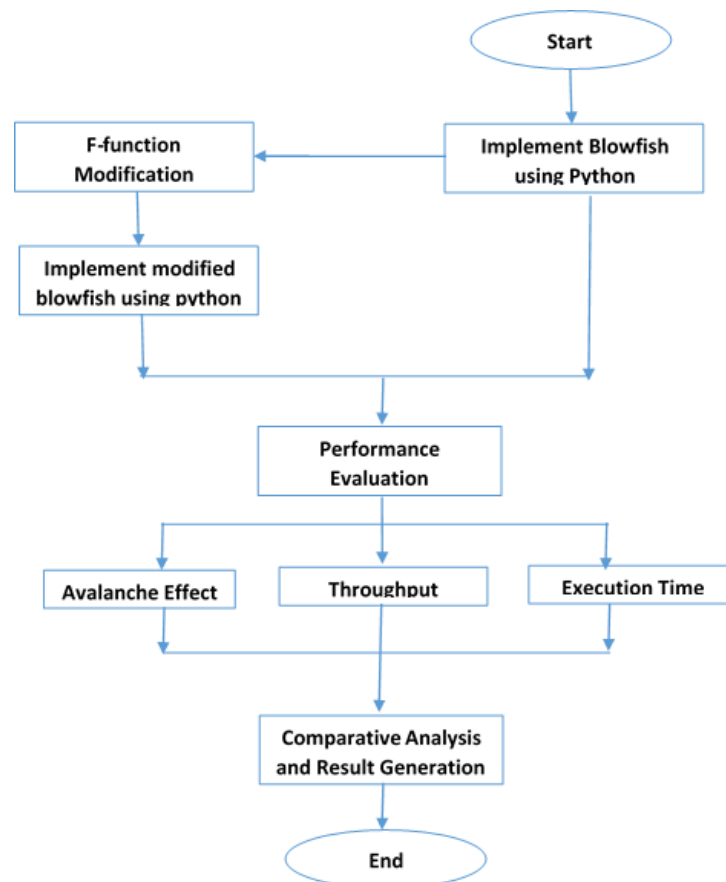 Start
F-function
Modification
Implement Blowfish
using Python
Implement modified
blowfish using python
Performance
Evaluation
Avalanche Effect
Throughput
Execution Time
Comparative Analysis
and Result Generation
End